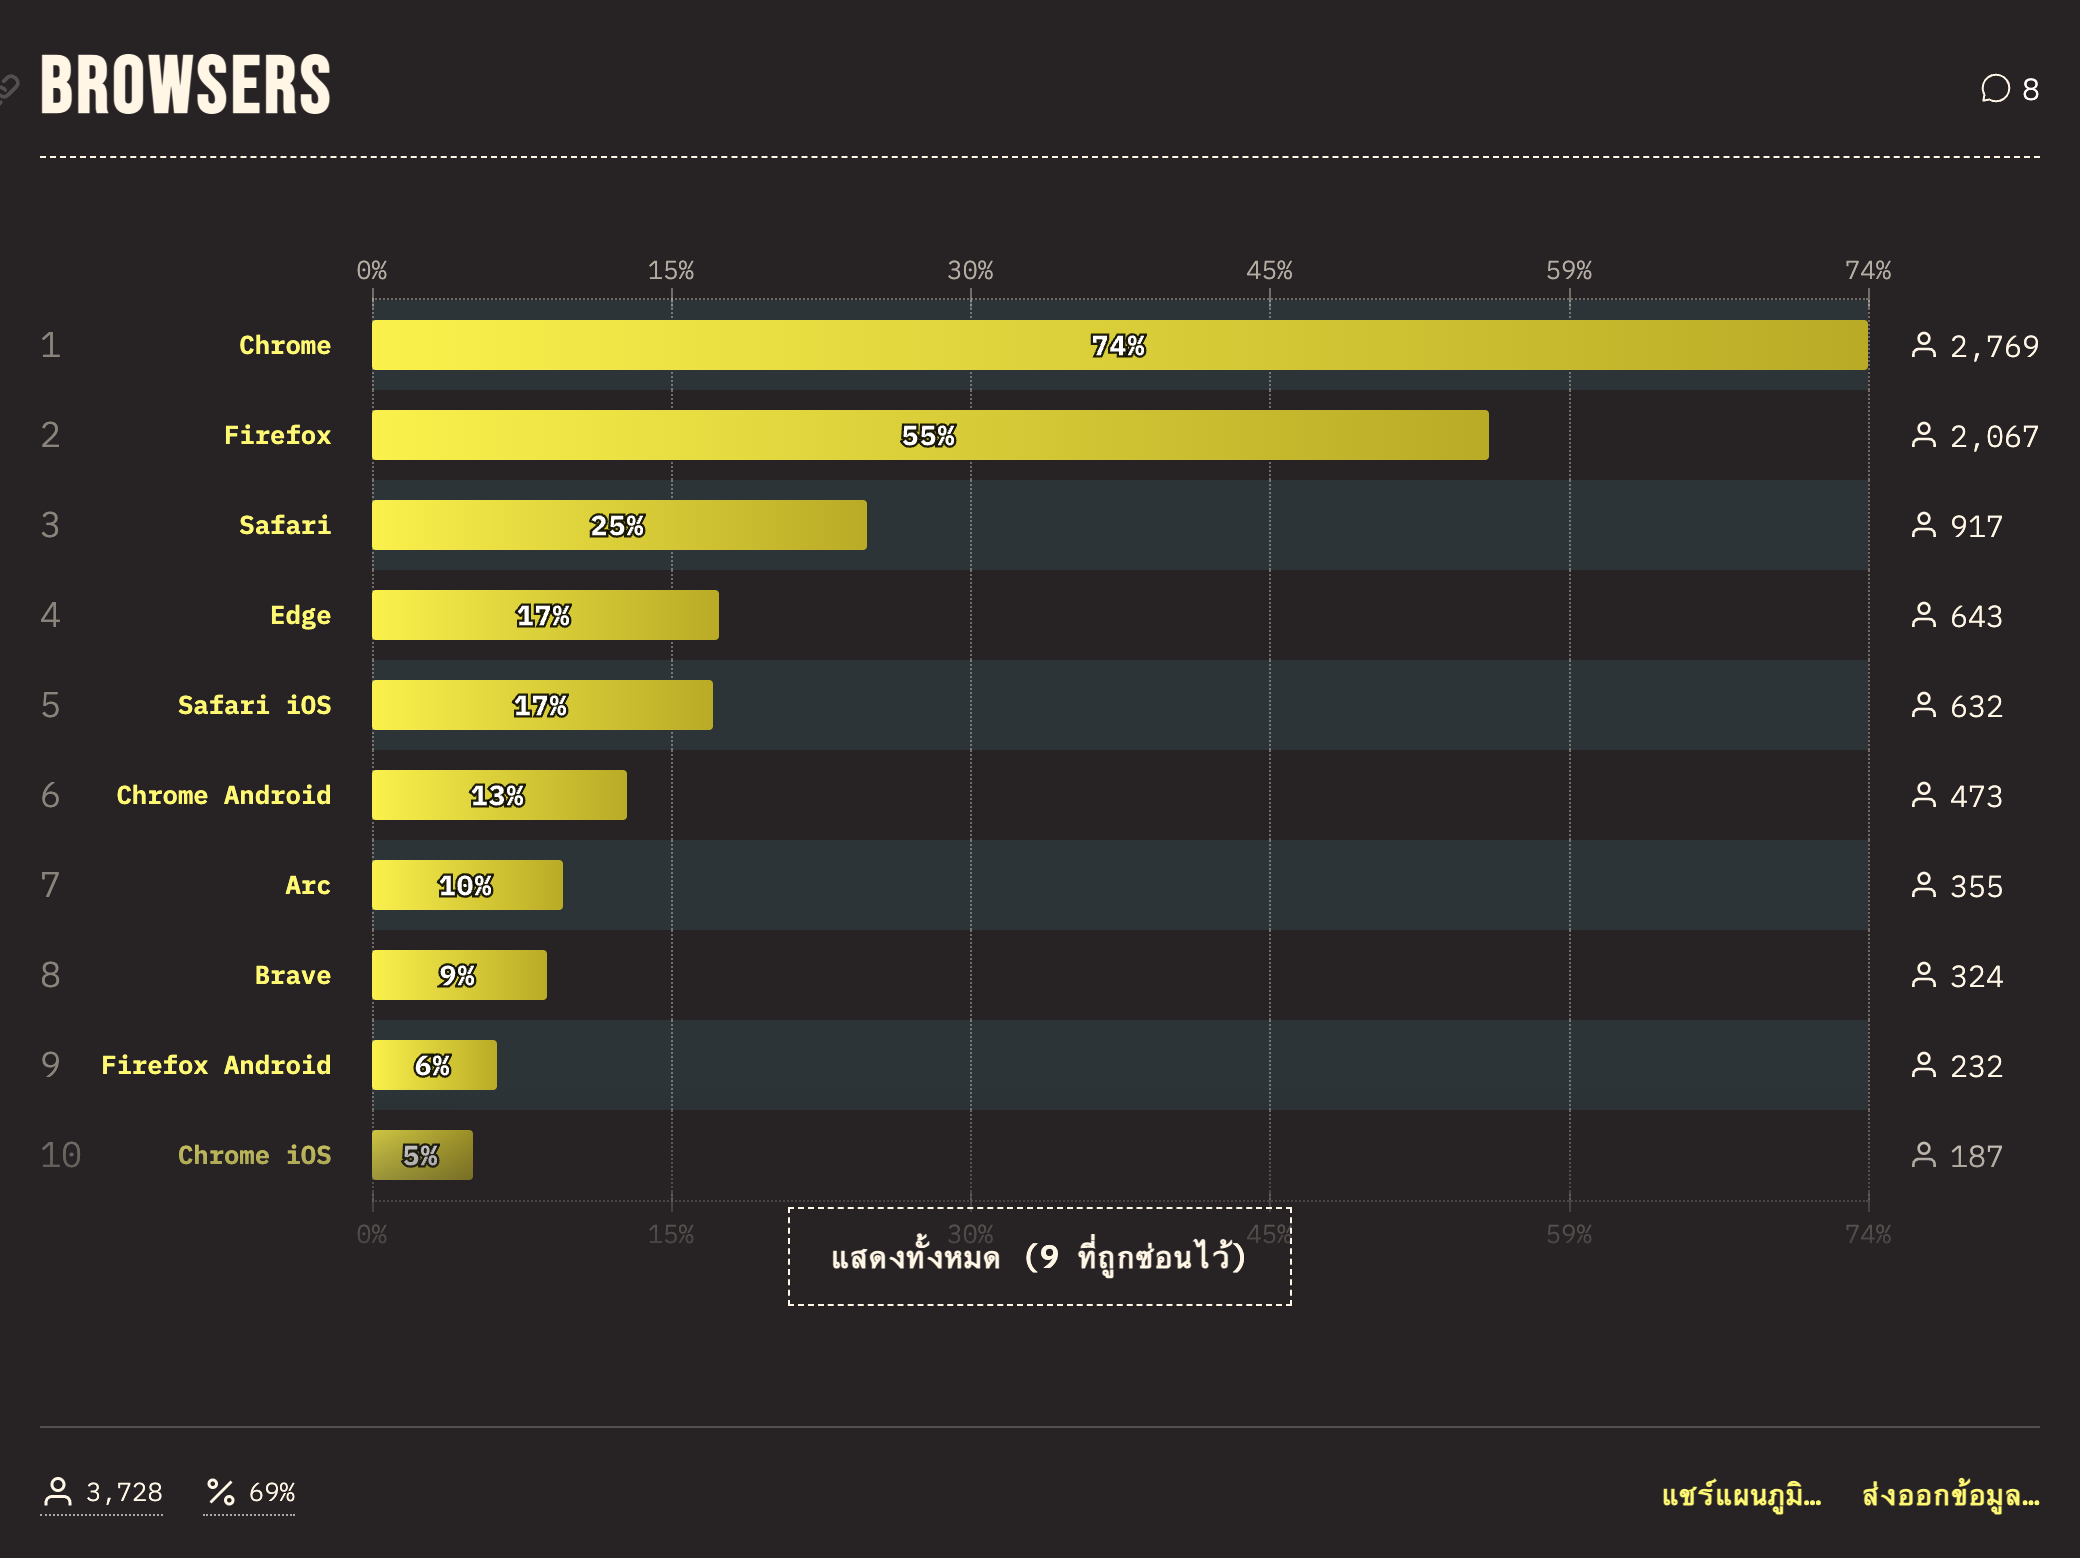 BROWSERS
8
0% 15% 30% 45% 59% 74%
1 Chrome 74% 2,769
2 Firefox 55% 2,067
3 Safari 25% 917
4 Edge 17% 643
5 Safari iOS 17% 632
6 Chrome Android 13% 473
7 Arc 10% 355
8 Brave 9% 324
9 Firefox Android 6% 232
10 Chrome iOS 5% 187
0% 15% 30% 45% 59% 74%
แสดงทั้งหมด (9 ที่ถูกซ่อนไว้)
3,728 69% แชร์แผนภูมิ… ส่งออกข้อมูล…